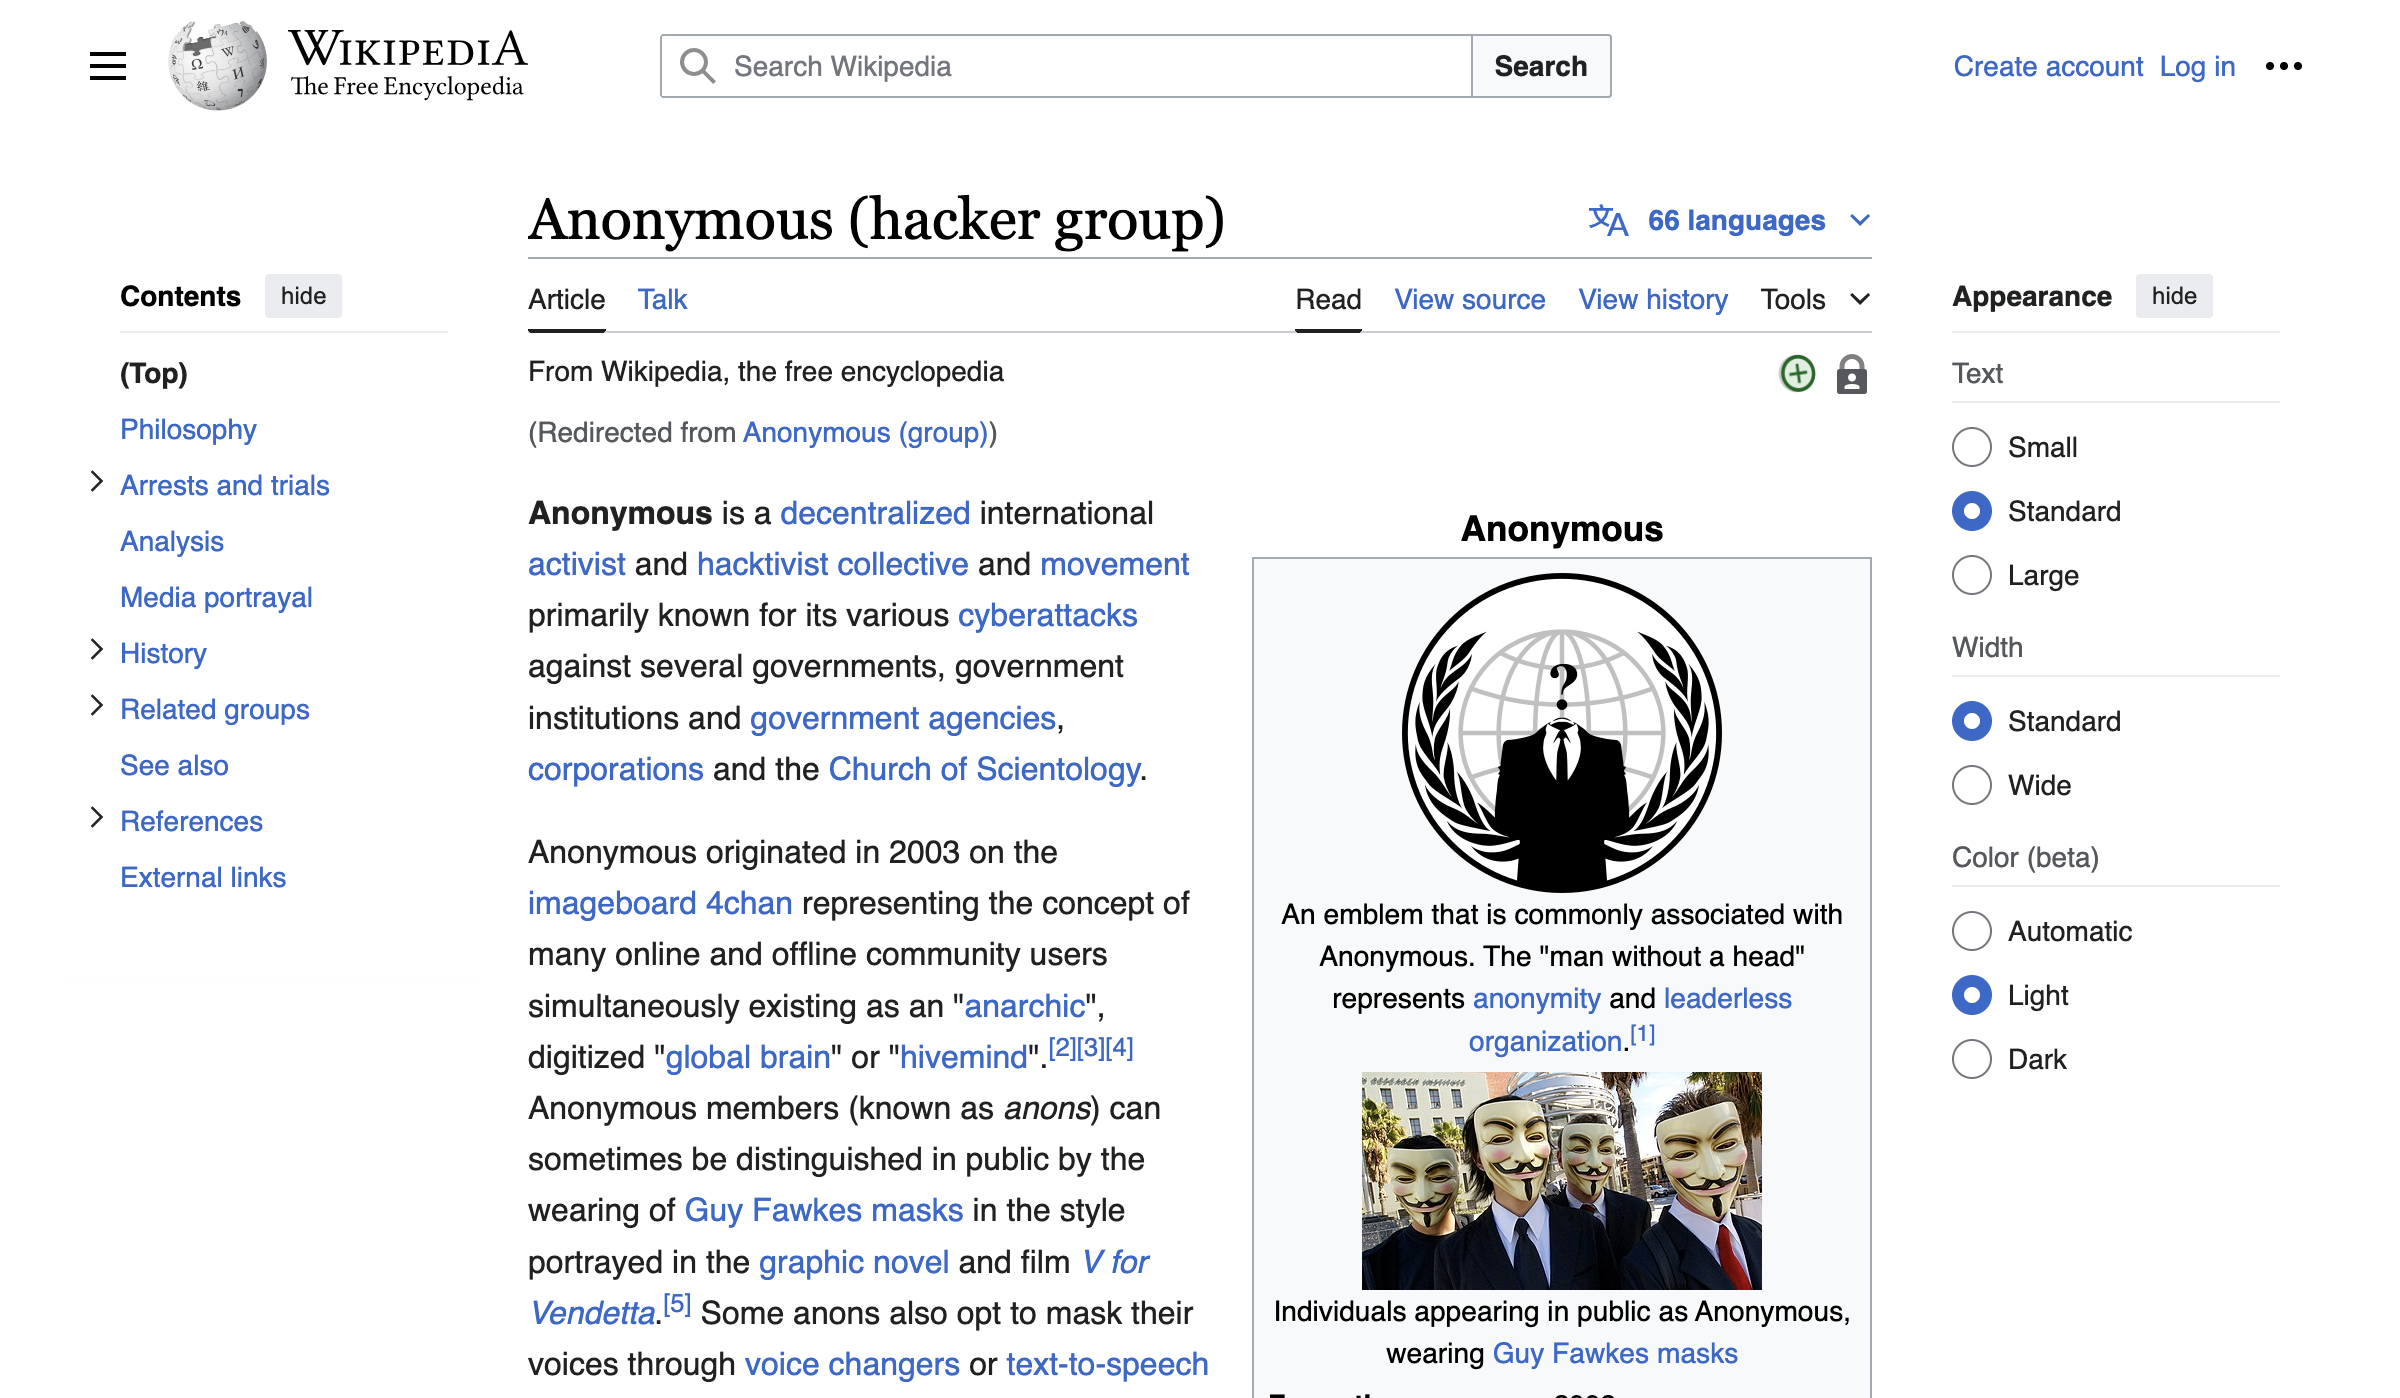 WIKIPEDIA
The Free Encyclopedia
Search Wikipedia
Search
Create account Log in
Anonymous (hacker group)
66 languages
Contents hide
(Top)
Philosophy
Arrests and trials
Analysis
Media portrayal
History
Related groups
See also
References
External links
Article Talk
Read View source View history Tools
From Wikipedia, the free encyclopedia
(Redirected from Anonymous (group))
Anonymous is a decentralized international
activist and hacktivist collective and movement
primarily known for its various cyberattacks
against several governments, government
institutions and government agencies,
corporations and the Church of Scientology.
Anonymous originated in 2003 on the
imageboard 4chan representing the concept of
many online and offline community users
simultaneously existing as an "anarchic",
digitized "global brain" or "hivemind".[2][3][4]
Anonymous members (known as anons) can
sometimes be distinguished in public by the
wearing of Guy Fawkes masks in the style
portrayed in the graphic novel and film V for
Vendetta.[5] Some anons also opt to mask their
voices through voice changers or text-to-speech
Anonymous
?
An emblem that is commonly associated with
Anonymous. The "man without a head"
represents anonymity and leaderless
organization.[1]
Individuals appearing in public as Anonymous,
wearing Guy Fawkes masks
Appearance hide
Text
Small
Standard
Large
Width
Standard
Wide
Color (beta)
Automatic
Light
Dark